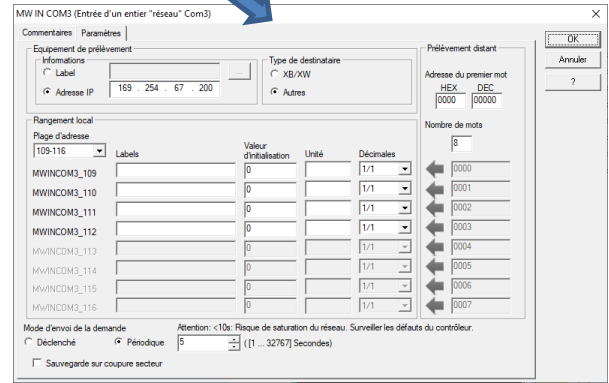 MW IN COM3 (Entrée d'un entier "réseau" Com3)
Commentaires Paramètres
Equipement de prélèvement
Informations
Label
...
Adresse IP 169 . 254 . 67 . 200
Type de destinataire
XB/XW
Autres
Prélèvement distant
Adresse du premier mot
HEX DEC
0000 00000
Nombre de mots
8
OK
Annuler
?
Rangement local
Plage d'adresse
109-116 Labels Valeur d'initialisation Unité Décimales
MWINCOM3_109 0 1/1 0000
MWINCOM3_110 0 1/1 0001
MWINCOM3_111 0 1/1 0002
MWINCOM3_112 0 1/1 0003
MWINCOM3_113 0 1/1 0004
MWINCOM3_114 0 1/1 0005
MWINCOM3_115 0 1/1 0006
MWINCOM3_116 0 1/1 0007
Mode d'envoi de la demande Attention: <10s: Risque de saturation du réseau. Surveiller les défauts du contrôleur.
Déclenché Périodique 5 ( [1 ... 32767] Secondes)
Sauvegarde sur coupure secteur